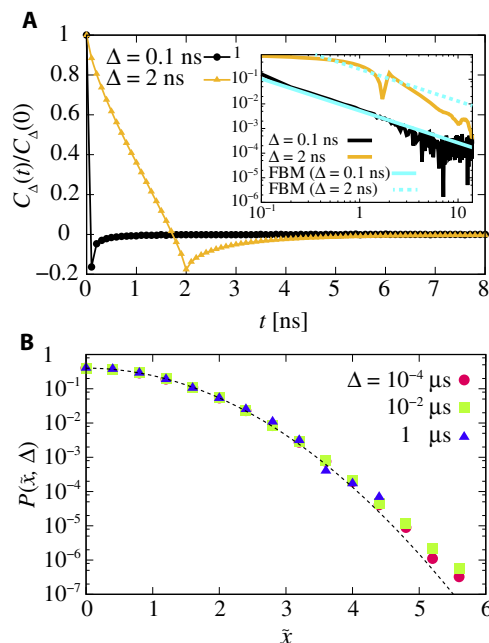 A
1
0.8
0.6
0.4
0.2
0
−0.2
C_Δ(t)/C_Δ(0)
Δ = 0.1 ns
Δ = 2 ns
1
10⁻¹
10⁻²
10⁻³
10⁻⁴
10⁻⁵
10⁻⁶
Δ = 0.1 ns
Δ = 2 ns
FBM (Δ = 0.1 ns)
FBM (Δ = 2 ns)
10⁻¹ 10⁰ 10¹
0 1 2 3 4 5 6 7 8
t [ns]
B
1
10⁻¹
10⁻²
10⁻³
10⁻⁴
10⁻⁵
10⁻⁶
10⁻⁷
P(x̃, Δ)
Δ = 10⁻⁴ μs
10⁻² μs
1 μs
0 1 2 3 4 5 6
x̃